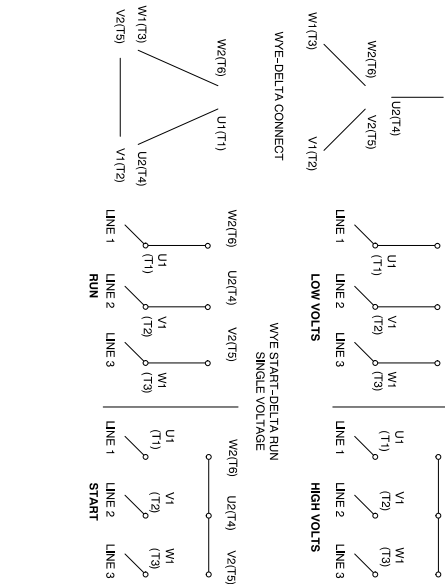 U2(T4)
W2(T6) V2(T5)
W1(T3) V1(T2)
U1 V1 W1
(T1) (T2) (T3)
LINE 1 LINE 2 LINE 3
LOW VOLTS
U1 V1 W1
(T1) (T2) (T3)
LINE 1 LINE 2 LINE 3
HIGH VOLTS
WYE-DELTA CONNECT
WYE START-DELTA RUN
SINGLE VOLTAGE
W2(T6) U1(T1)
W1(T3) U2(T4)
V2(T5) V1(T2)
W2(T6) U2(T4) V2(T5)
U1 V1 W1
(T1) (T2) (T3)
LINE 1 LINE 2 LINE 3
RUN
W2(T6) U2(T4) V2(T5)
U1 V1 W1
(T1) (T2) (T3)
LINE 1 LINE 2 LINE 3
START